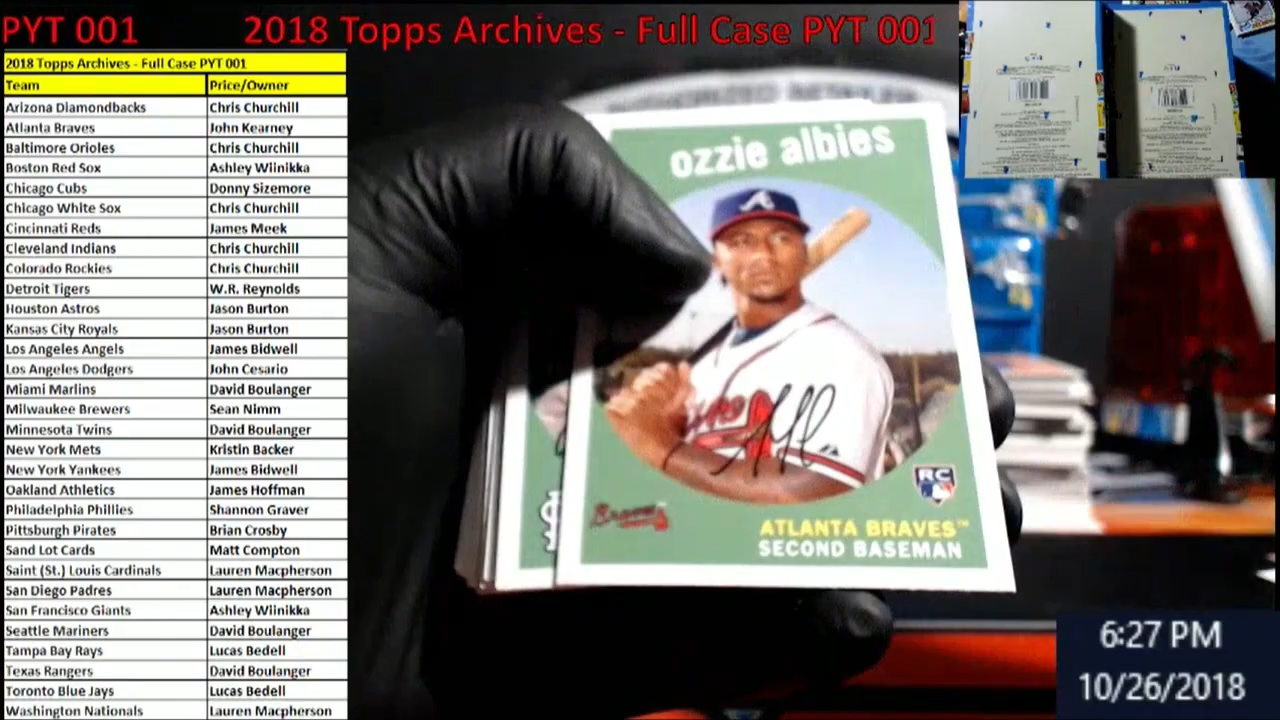 PYT 001 2018 Topps Archives - Full Case PYT 001
2018 Topps Archives - Full Case PYT 001
Team Price/Owner
Arizona Diamondbacks Chris Churchill
Atlanta Braves John Kearney
Baltimore Orioles Chris Churchill
Boston Red Sox Ashley Wiinikka
Chicago Cubs Donny Sizemore
Chicago White Sox Chris Churchill
Cincinnati Reds James Meek
Cleveland Indians Chris Churchill
Colorado Rockies Chris Churchill
Detroit Tigers W.R. Reynolds
Houston Astros Jason Burton
Kansas City Royals Jason Burton
Los Angeles Angels James Bidwell
Los Angeles Dodgers John Cesario
Miami Marlins David Boulanger
Milwaukee Brewers Sean Nimm
Minnesota Twins David Boulanger
New York Mets Kristin Backer
New York Yankees James Bidwell
Oakland Athletics James Hoffman
Philadelphia Phillies Shannon Graver
Pittsburgh Pirates Brian Crosby
Sand Lot Cards Matt Compton
Saint (St.) Louis Cardinals Lauren Macpherson
San Diego Padres Lauren Macpherson
San Francisco Giants Ashley Wiinikka
Seattle Mariners David Boulanger
Tampa Bay Rays Lucas Bedell
Texas Rangers David Boulanger
Toronto Blue Jays Lucas Bedell
Washington Nationals Lauren Macpherson
AUTHORIZED RETAILER
ozzie albies
A
Braves
RC
ATLANTA BRAVES™
SECOND BASEMAN
6:27 PM
10/26/2018